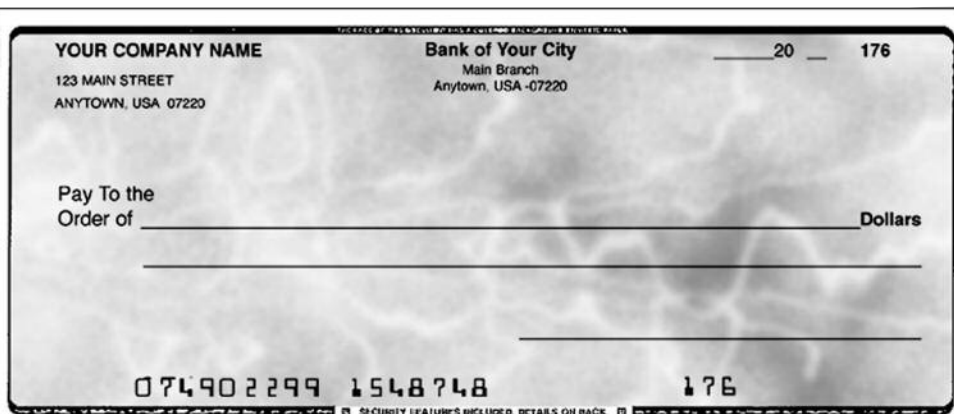 YOUR COMPANY NAME
123 MAIN STREET
ANYTOWN, USA 07220
Bank of Your City
Main Branch
Anytown, USA -07220
20 176
Pay To the
Order of Dollars
074902299 1548748 176
SECURITY FEATURES INCLUDED. DETAILS ON BACK